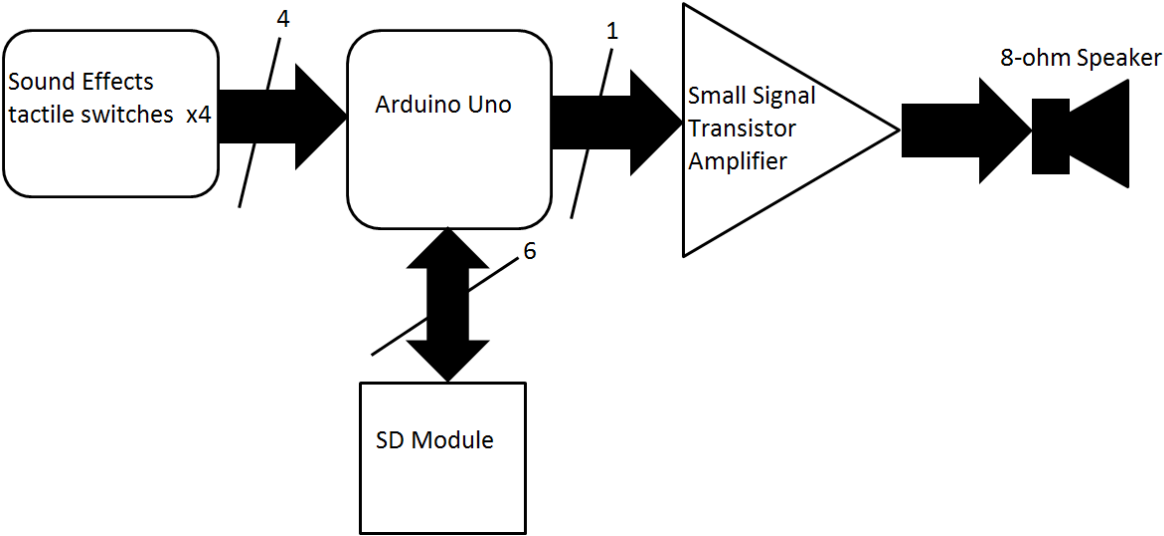 4
1
8-ohm Speaker
Sound Effects
tactile switches  x4
Arduino Uno
Small Signal
Transistor
Amplifier
6
SD Module